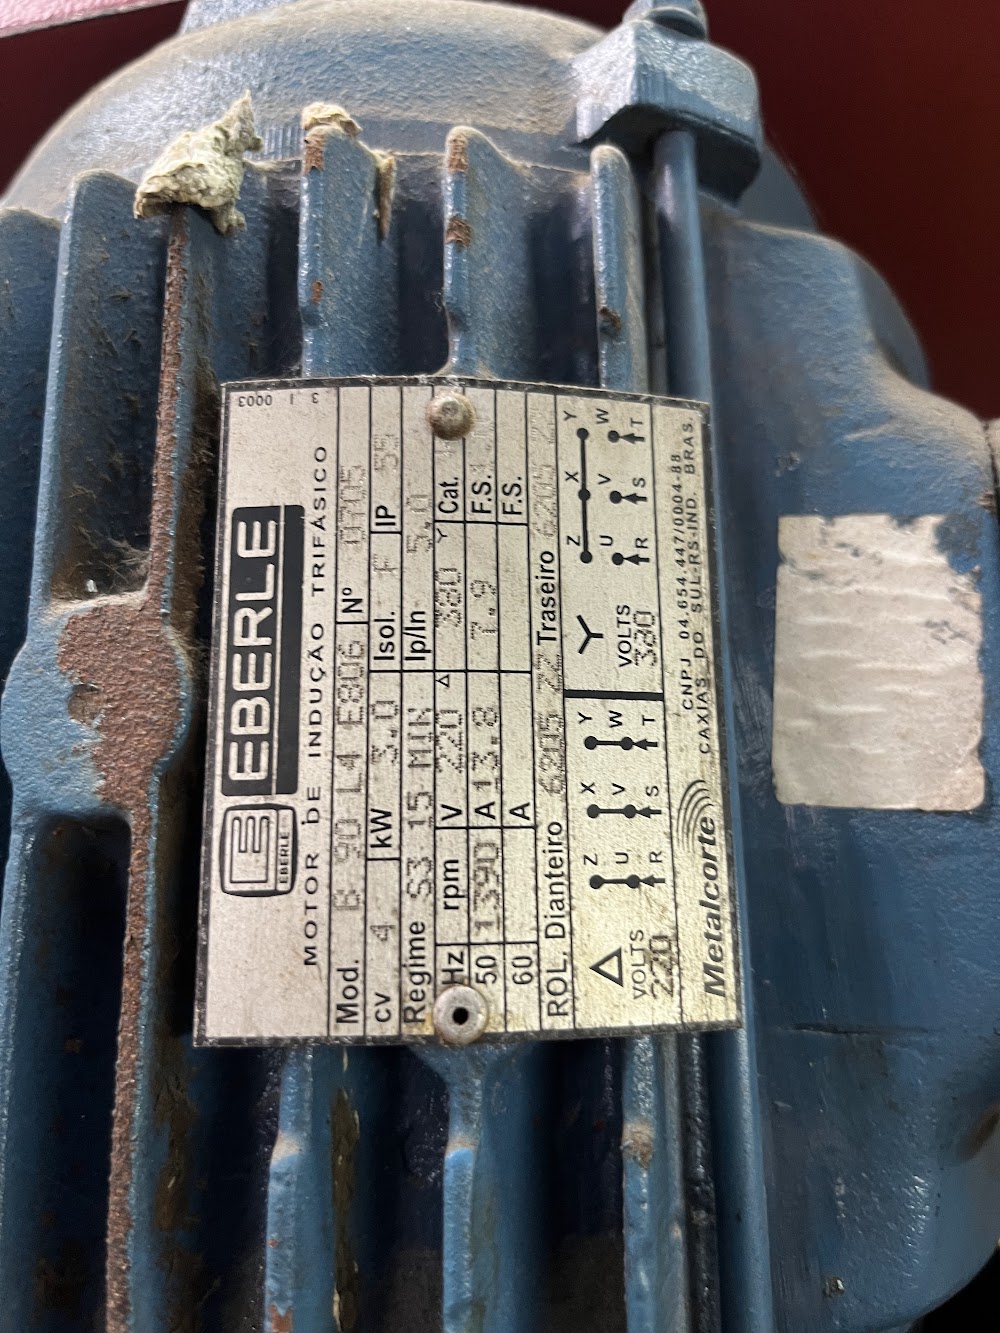 3 1 0003
EBERLE
EBERLE
MOTOR DE INDUÇÃO TRIFÁSICO
Mod. B 90 L4 E806 Nº 0705
cv 4 kW 3.0 Isol. F IP 55
Regime S3 15 MIN Ip/In 5.0
Hz rpm V 220 △ 380 Y Cat.
50 1390 A 13.8 7.9 F.S.
60 A F.S.
ROL. Dianteiro 6205 ZZ Traseiro 6205 ZZ
△ Z X Y Y Z X Y
VOLTS U V W VOLTS U V W
220 R S T 380 R S T
Metalcorte CNPJ 04.654.447/0004-88
CAXIAS DO SUL-RS-IND. BRAS.